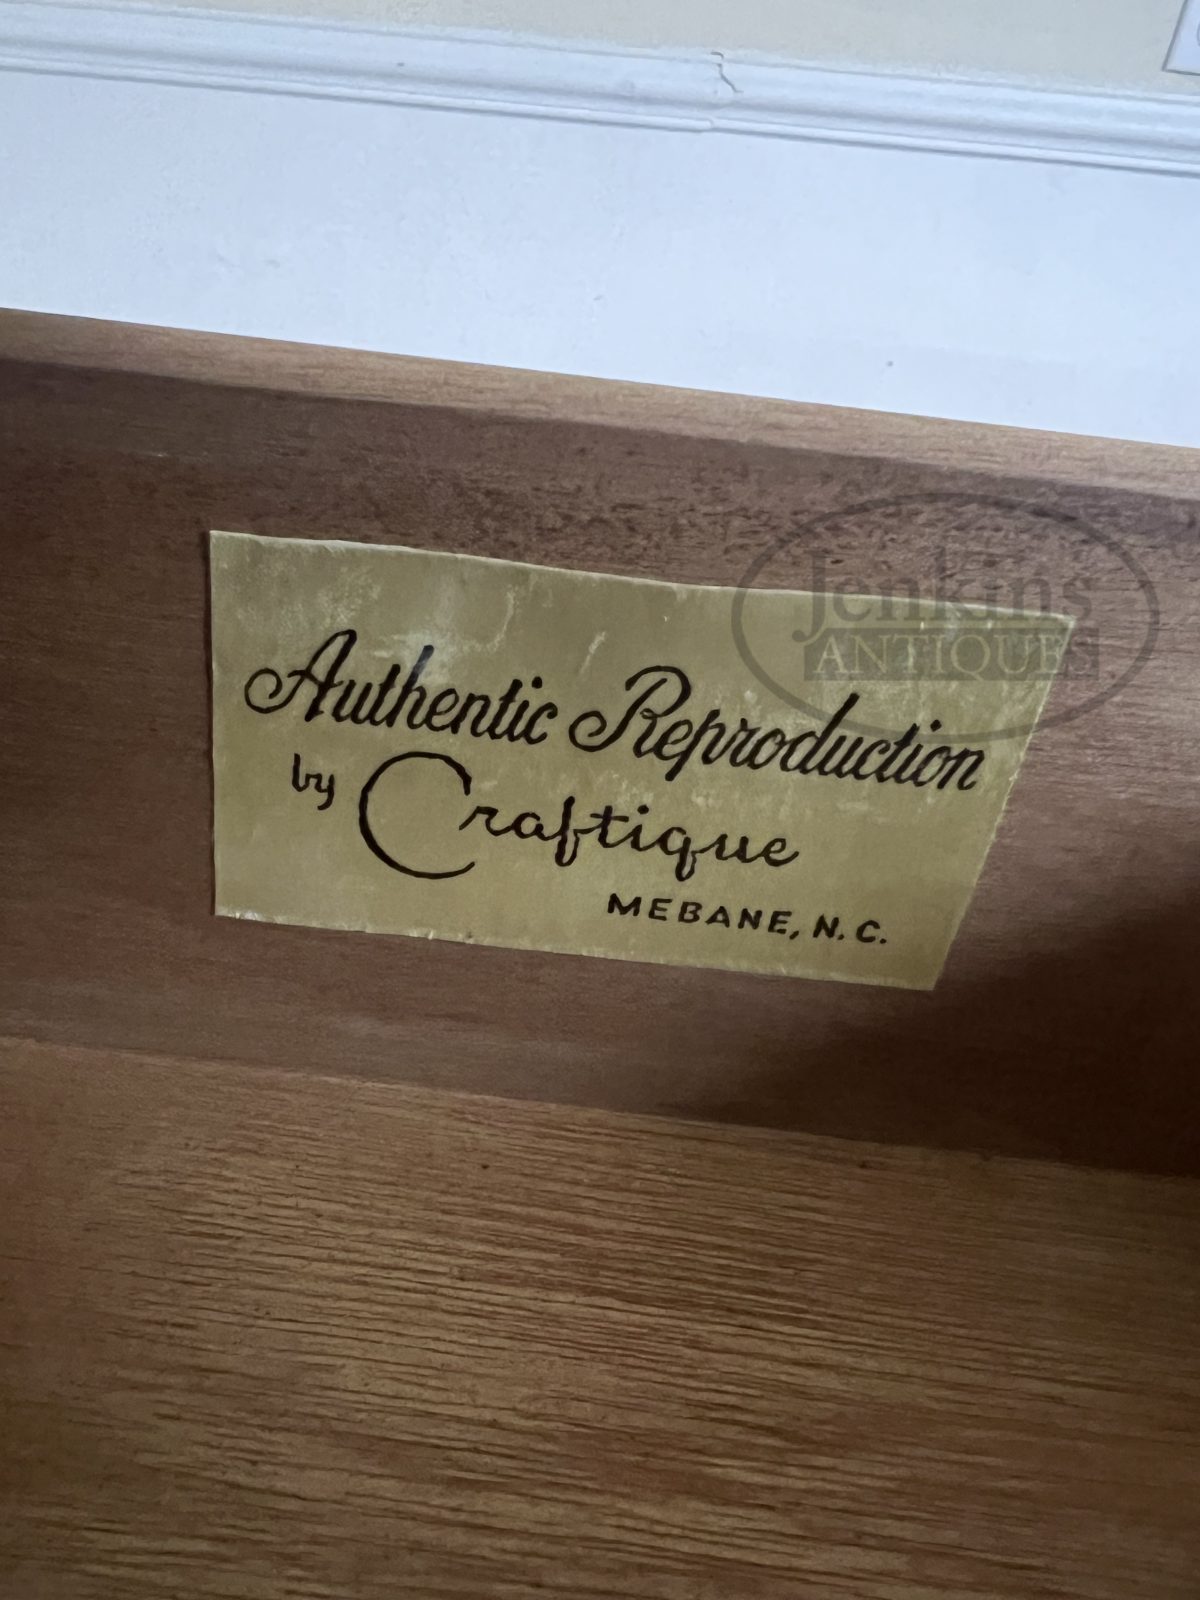 Jenkins
ANTIQUES
Authentic Reproduction
by Craftique
MEBANE, N.C.